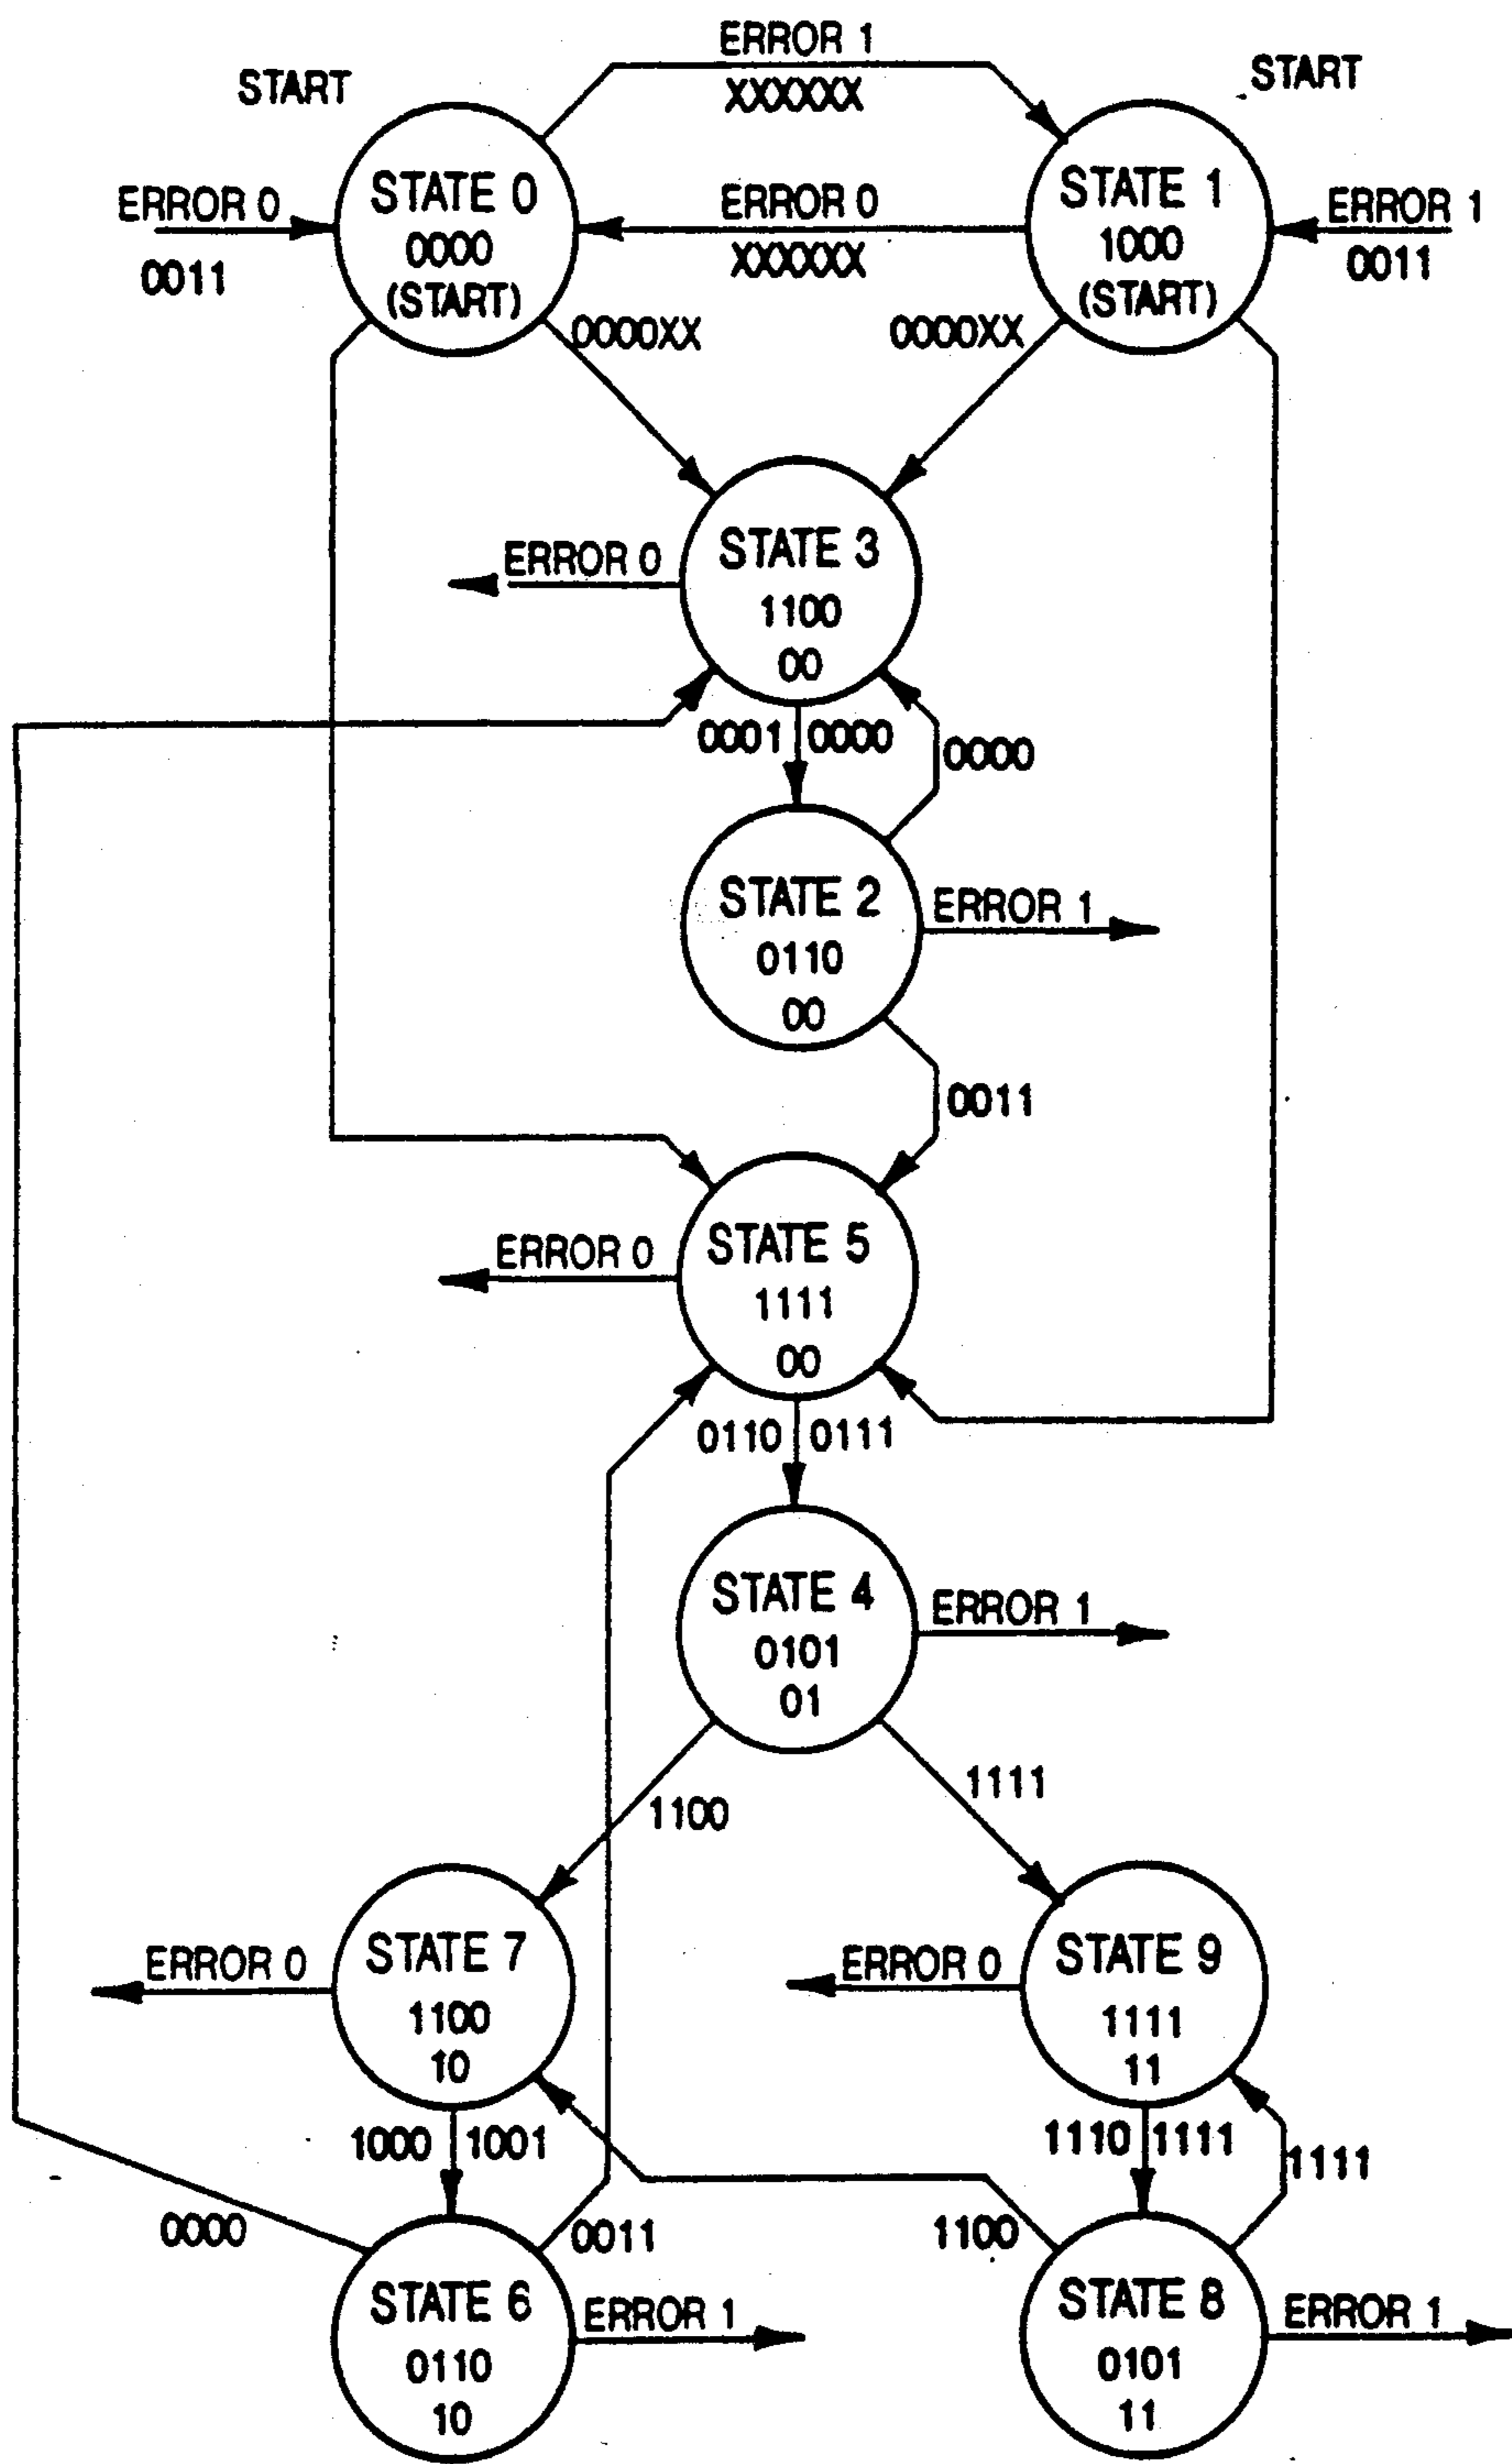 ERROR 1
START
XXXXXX
START
STATE 0
0000
(START)
STATE 1
1000
(START)
ERROR 0
0011
ERROR 0
XXXXXX
ERROR 1
0011
0000XX
0000XX
STATE 3
1100
00
ERROR 0
0001 0000
0000
STATE 2
0110
00
ERROR 1
0011
STATE 5
1111
00
ERROR 0
0110 0111
STATE 4
0101
01
ERROR 1
1100
1111
STATE 7
1100
10
ERROR 0
STATE 9
1111
11
ERROR 0
1000 1001
1110 1111
1111
0000
0011
1100
STATE 6
0110
10
ERROR 1
STATE 8
0101
11
ERROR 1